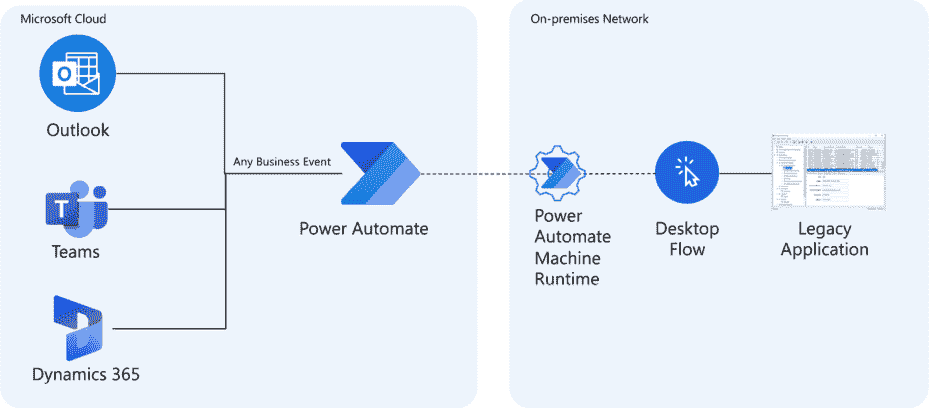 Microsoft Cloud
On-premises Network
Outlook
Any Business Event
Teams
Power Automate
Power
Automate
Machine
Runtime
Desktop
Flow
Legacy
Application
Dynamics 365